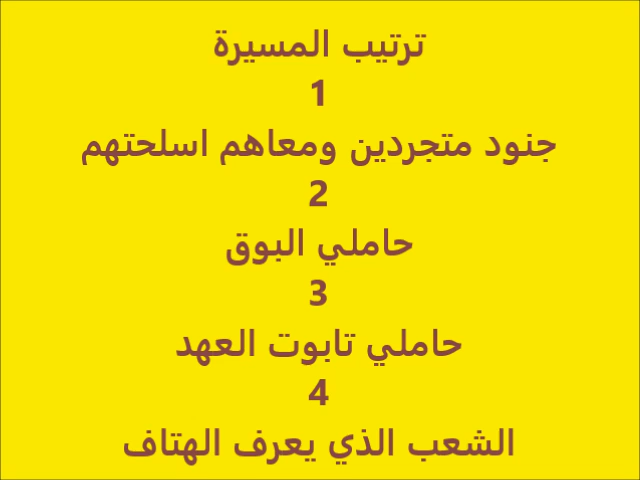 ترتيب المسيرة
1
جنود متجردين ومعاهم اسلحتهم
2
حاملي البوق
3
حاملي تابوت العهد
4
الشعب الذي يعرف الهتاف